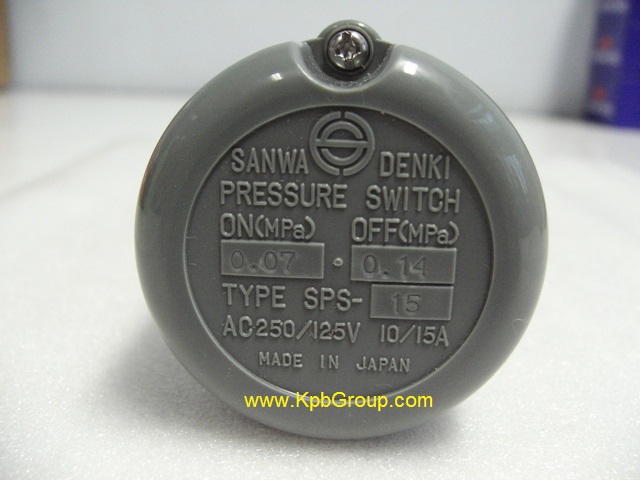 SANWA DENKI
PRESSURE SWITCH
ON(MPa) OFF(MPa)
0.07 · 0.14
TYPE SPS- 15
AC250/125V 10/15A
MADE IN JAPAN
www.KpbGroup.com